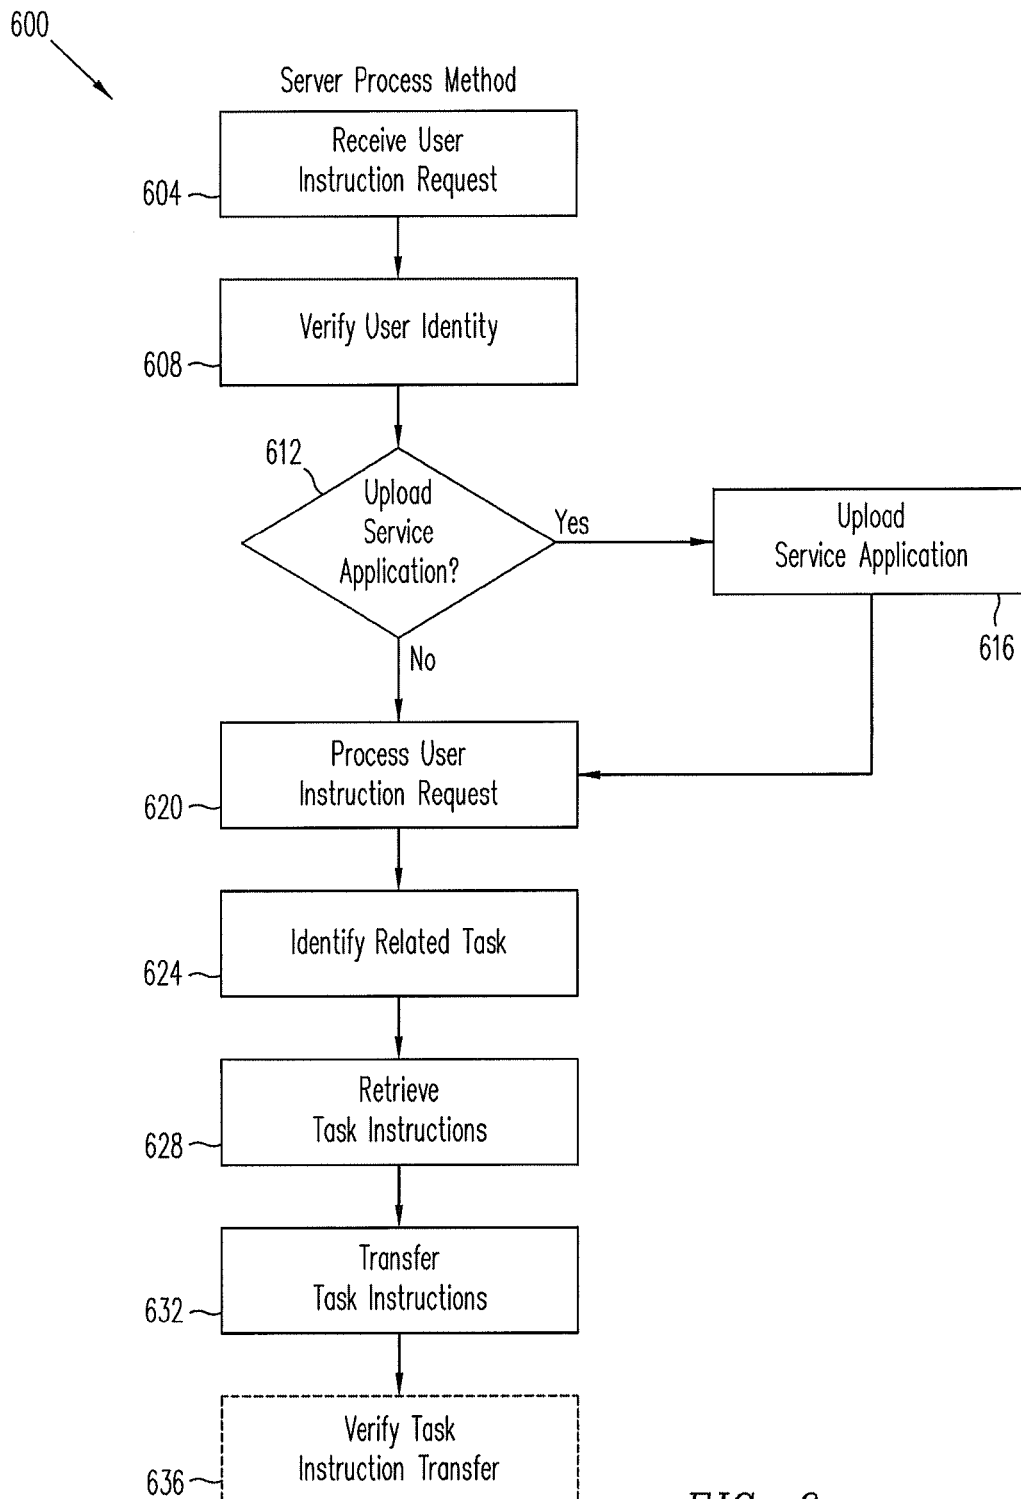 600
Server Process Method
Receive User
Instruction Request
604
Verify User Identity
608
612
Upload
Service
Application?
Yes
Upload
Service Application
616
No
Process User
Instruction Request
620
Identify Related Task
624
Retrieve
Task Instructions
628
Transfer
Task Instructions
632
Verify Task
Instruction Transfer
636